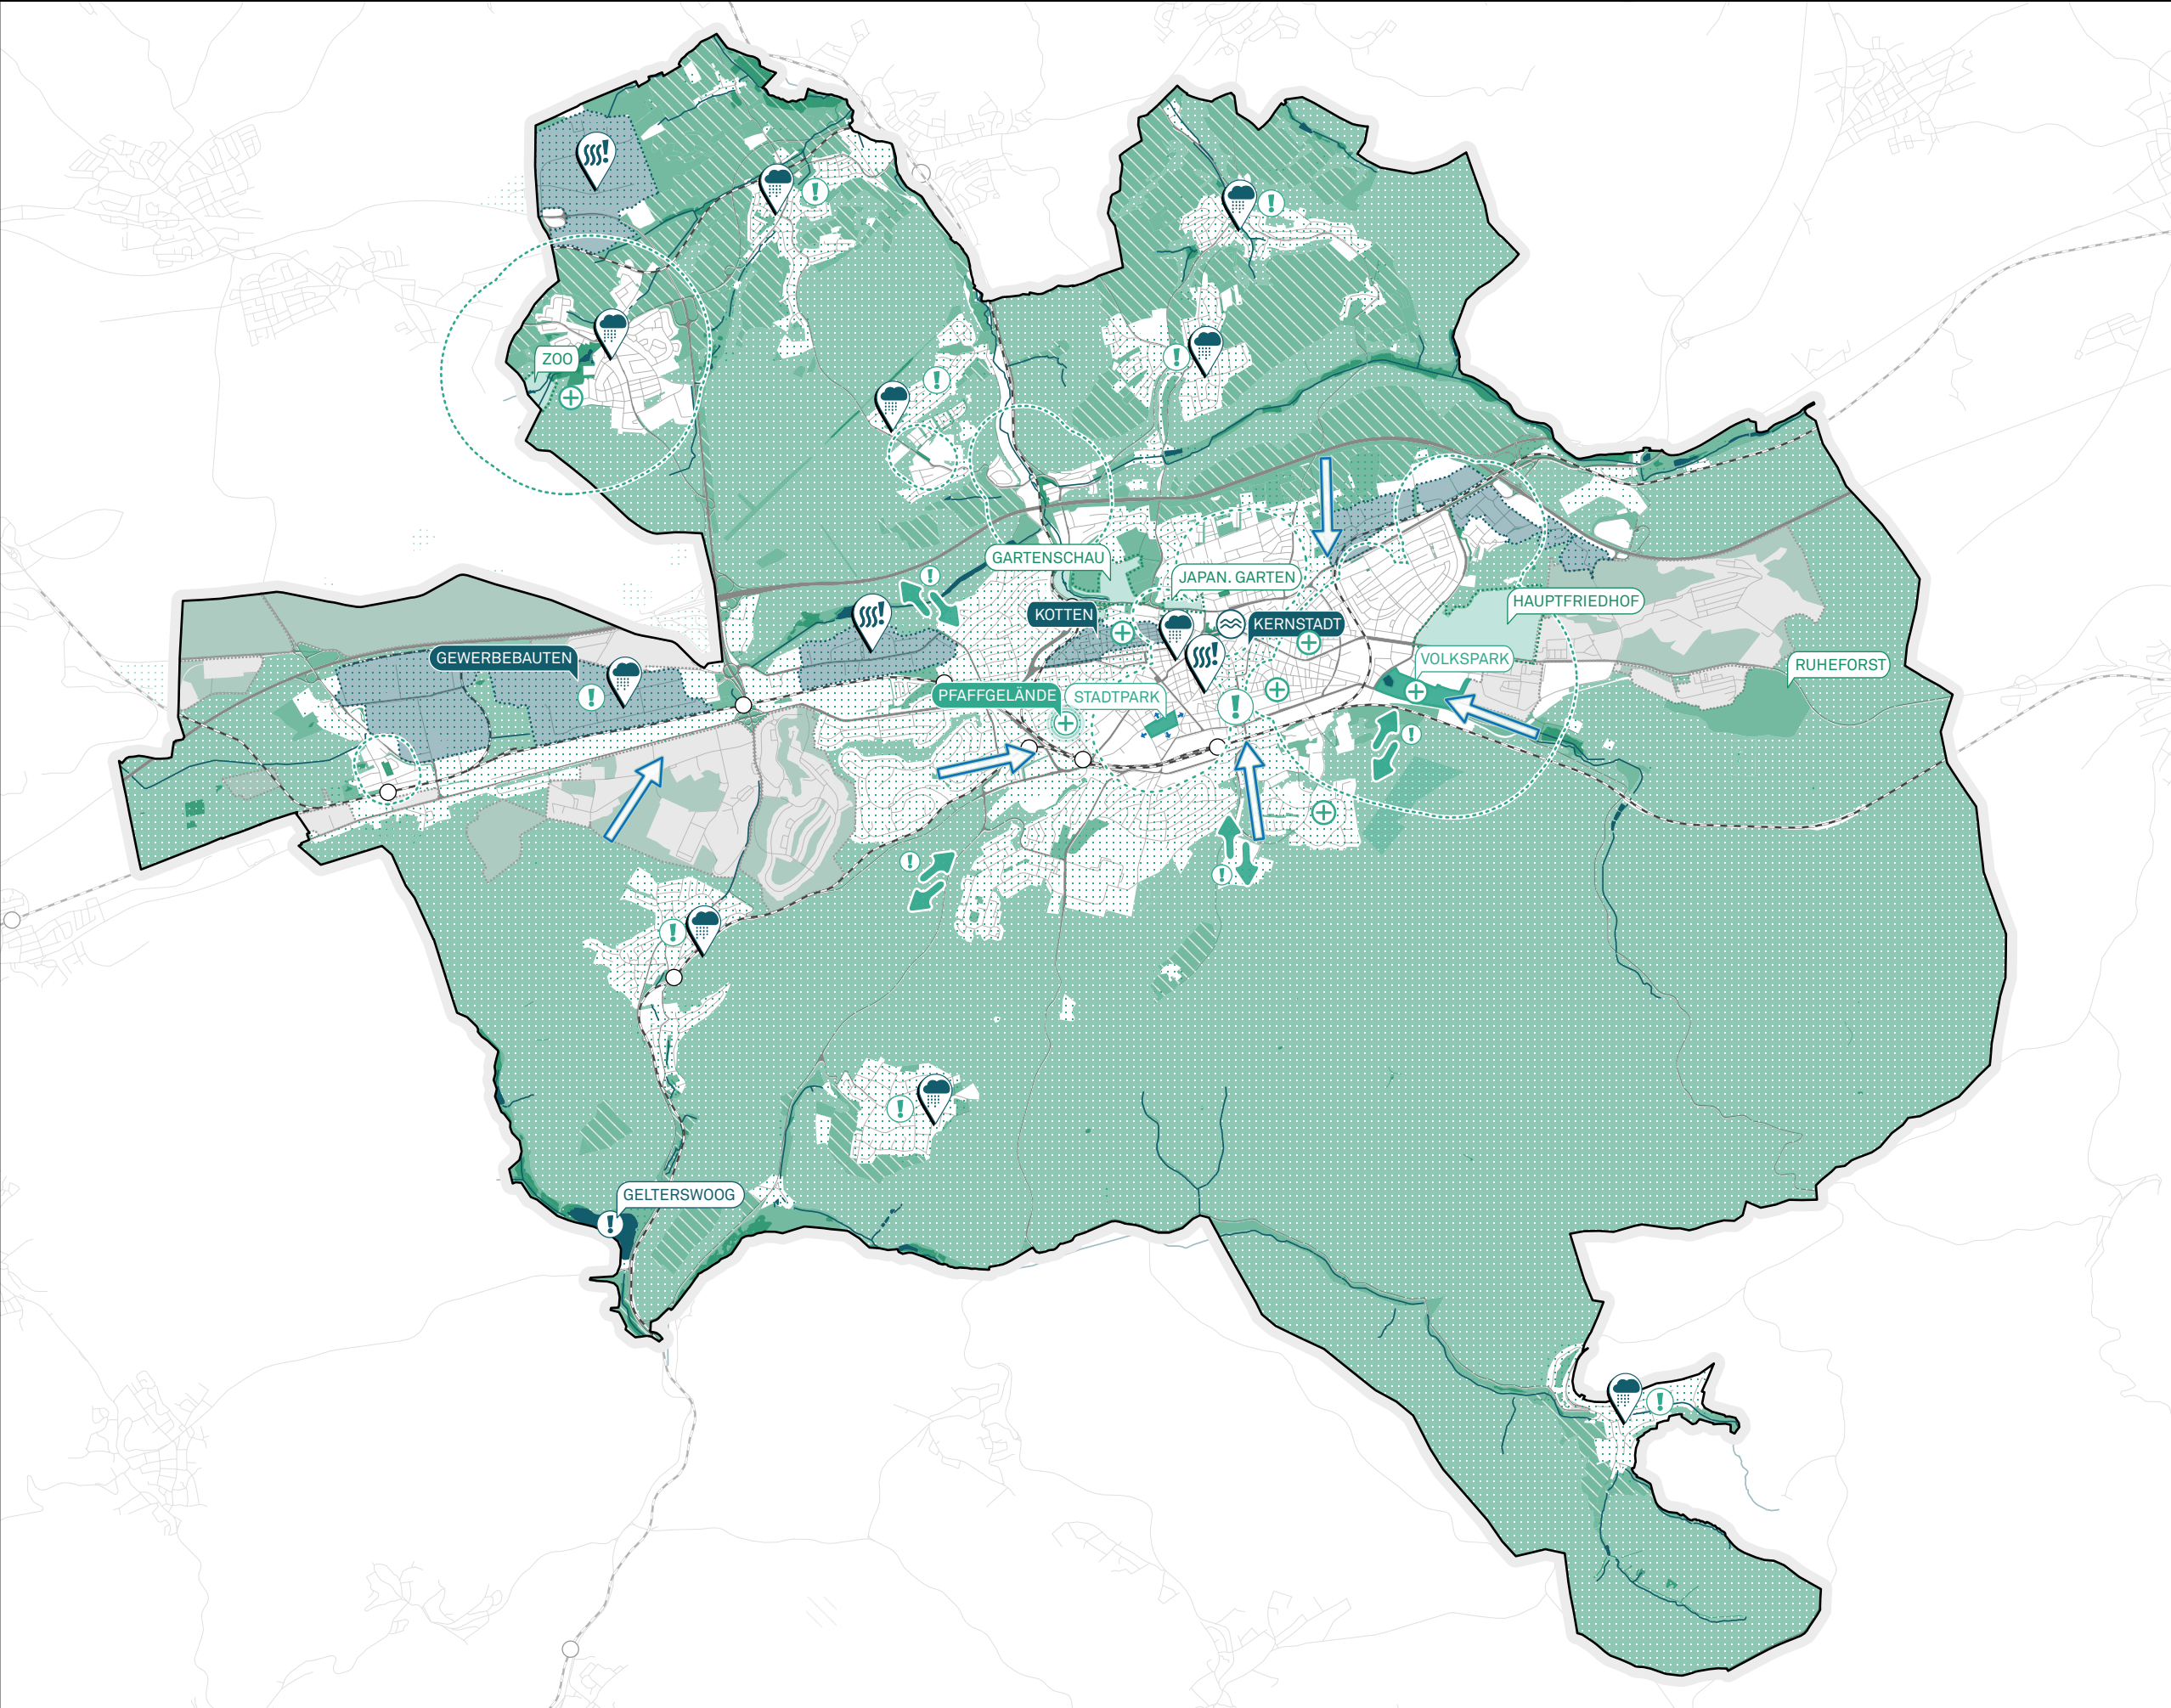 ZOO
GARTENSCHAU
JAPAN. GARTEN
HAUPTFRIEDHOF
KOTTEN
KERNSTADT
GEWERBEBAUTEN
VOLKSPARK
RUHEFORST
PFAFFGELÄNDE
STADTPARK
GELTERSWOOG